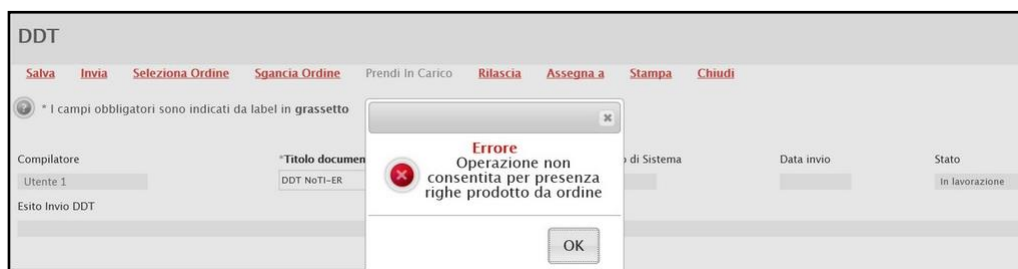 DDT
Salva Invia Seleziona Ordine Sgancia Ordine Prendi In Carico Rilascia Assegna a Stampa Chiudi
* I campi obbligatori sono indicati da label in grassetto
Errore
Operazione non
consentita per presenza
righe prodotto da ordine
OK
Compilatore *Titolo documen di Sistema Data invio Stato
Utente 1 DDT NoTI-ER In lavorazione
Esito Invio DDT